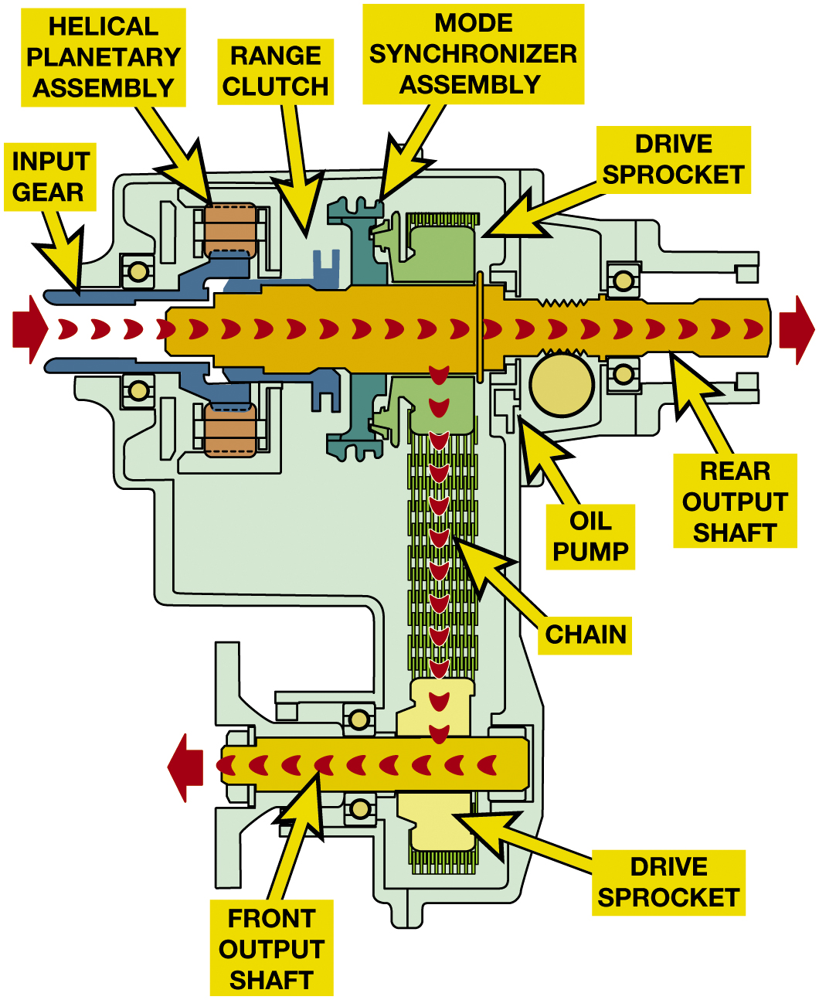 HELICAL
PLANETARY
ASSEMBLY
RANGE
CLUTCH
MODE
SYNCHRONIZER
ASSEMBLY
DRIVE
SPROCKET
INPUT
GEAR
REAR
OUTPUT
SHAFT
OIL
PUMP
CHAIN
DRIVE
SPROCKET
FRONT
OUTPUT
SHAFT